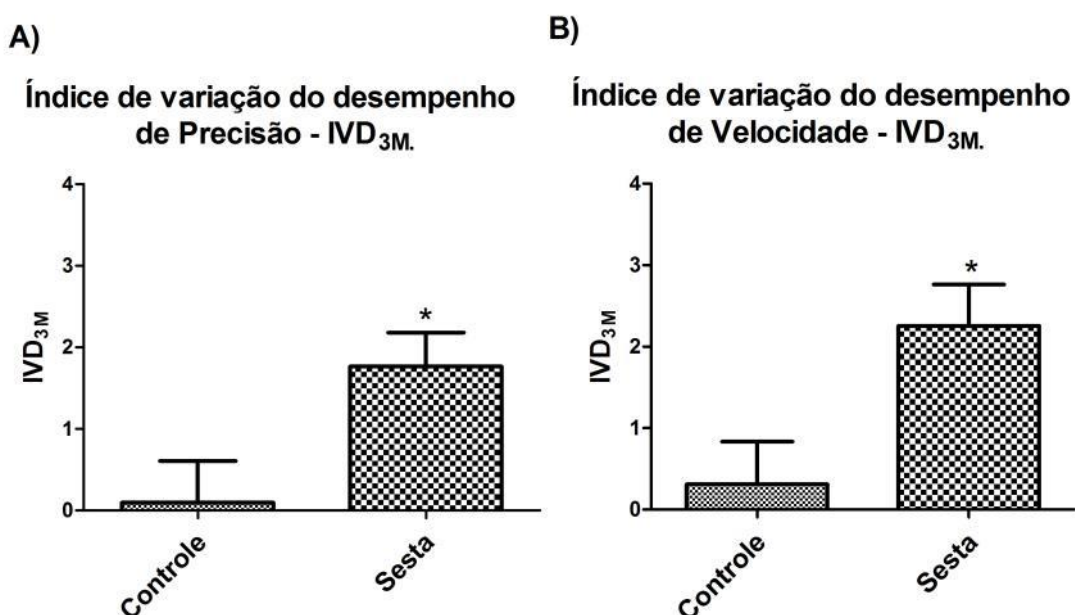 A)
Índice de variação do desempenho
de Precisão - IVD3M.
4
3
2
1
0
IVD3M
*
Controle
Sesta
B)
Índice de variação do desempenho
de Velocidade - IVD3M.
4
3
2
1
0
IVD3M
*
Controle
Sesta